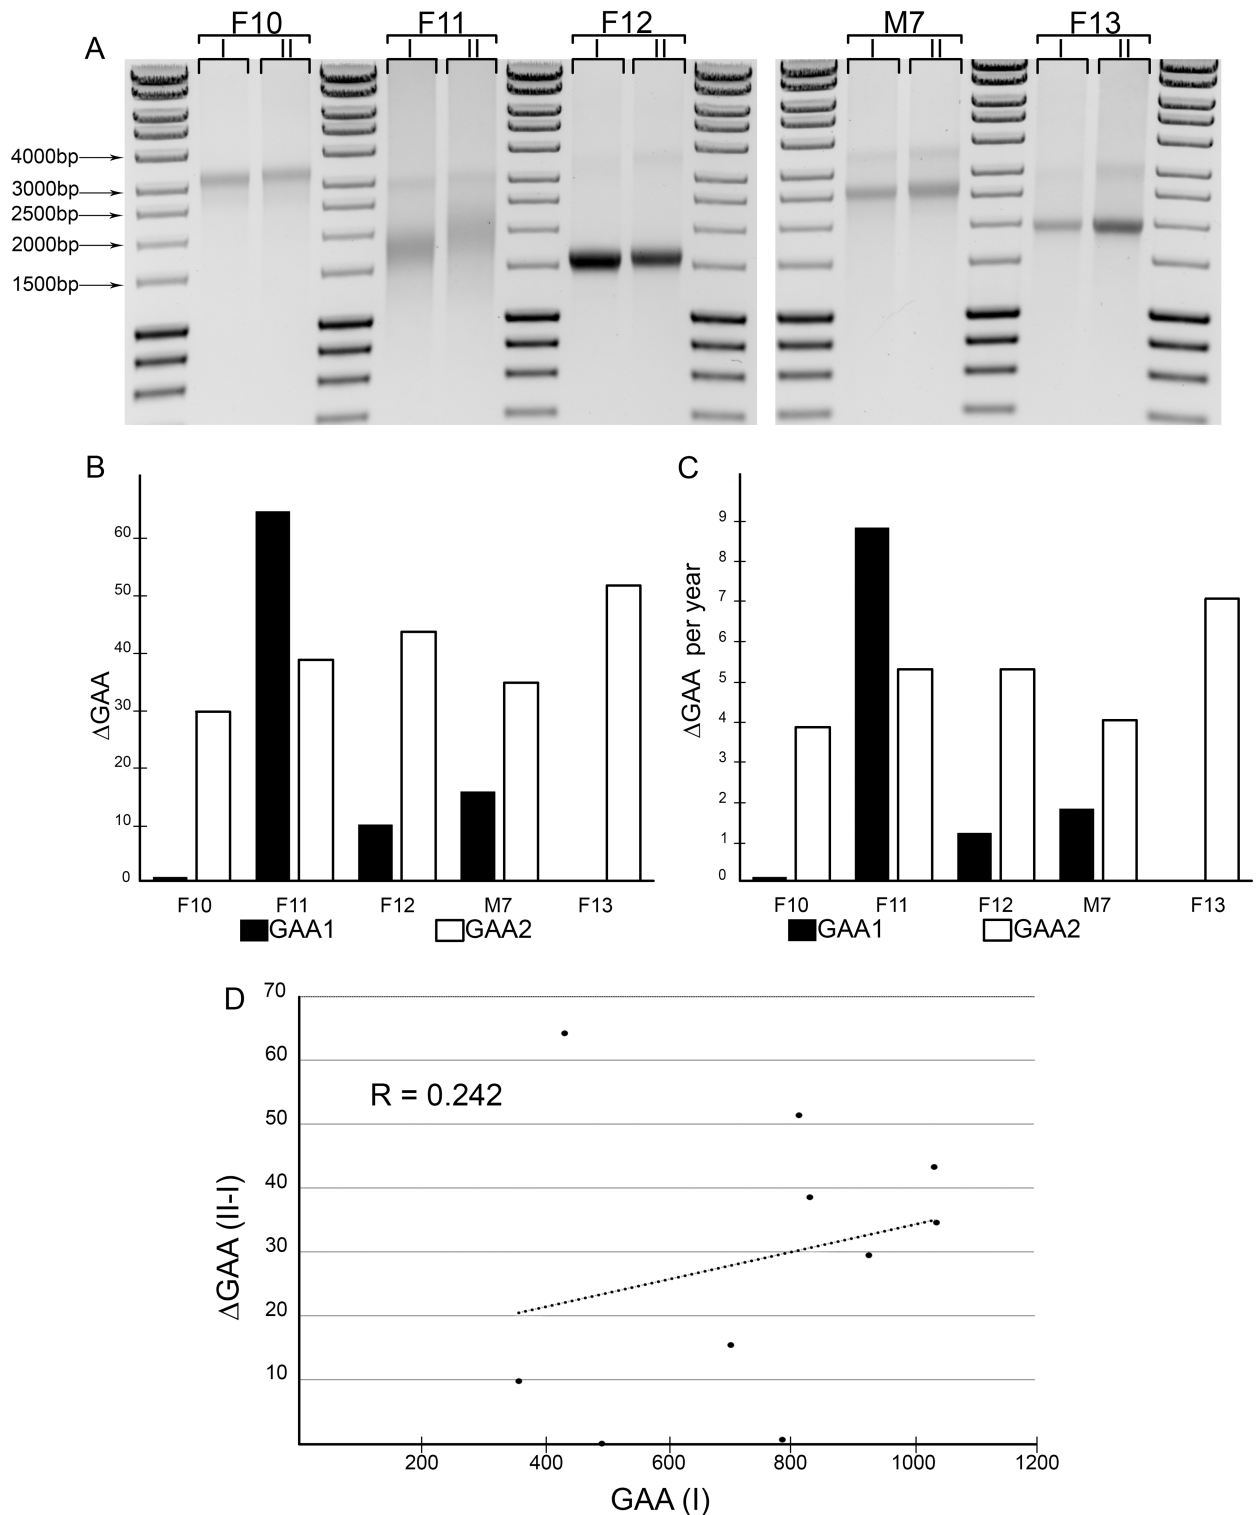 F10 F11 F12 M7 F13
A I II I II I II I II I II
4000bp
3000bp
2500bp
2000bp
1500bp
B
ΔGAA
60
50
40
30
20
10
0
F10 F11 F12 M7 F13
GAA1 GAA2
C
ΔGAA per year
9
8
7
6
5
4
3
2
1
0
F10 F11 F12 M7 F13
GAA1 GAA2
D
ΔGAA (II-I)
70
60
50
40
30
20
10
R = 0.242
200 400 600 800 1000 1200
GAA (I)